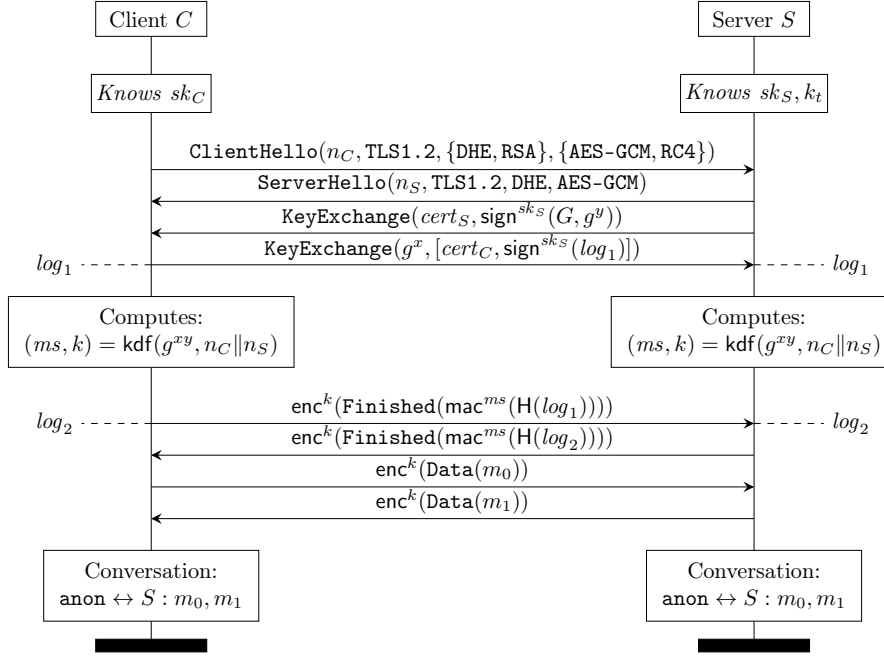 Client C
Server S
Knows sk_C
Knows sk_S, k_t
ClientHello(n_C, TLS1.2, {DHE, RSA}, {AES-GCM, RC4})
ServerHello(n_S, TLS1.2, DHE, AES-GCM)
KeyExchange(cert_S, sign^{sk_S}(G, g^y))
KeyExchange(g^x, [cert_C, sign^{sk_S}(log_1)])
log_1
log_1
Computes:
(ms, k) = kdf(g^{xy}, n_C‖n_S)
Computes:
(ms, k) = kdf(g^{xy}, n_C‖n_S)
enc^k(Finished(mac^{ms}(H(log_1))))
log_2
log_2
enc^k(Finished(mac^{ms}(H(log_2))))
enc^k(Data(m_0))
enc^k(Data(m_1))
Conversation:
anon ↔ S : m_0, m_1
Conversation:
anon ↔ S : m_0, m_1